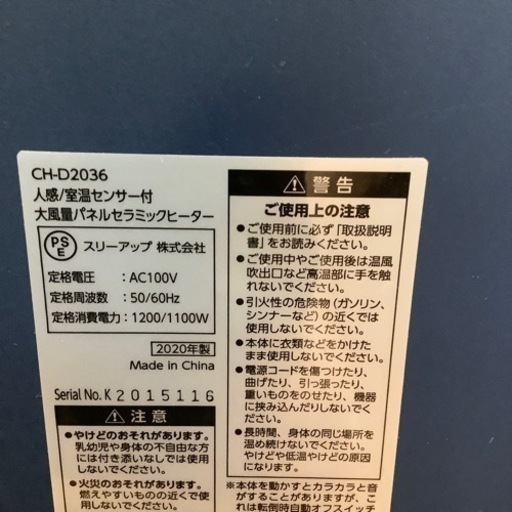 CH-D2036
人感/室温センサー付
大風量パネルセラミックヒーター
PS
E
スリーアップ 株式会社
定格電圧：AC100V
定格周波数：50/60Hz
定格消費電力：1200/1100W
2020年製
Made in China
Serial No. K 2 0 1 5 1 1 6
注意
●やけどのおそれがあります。
乳幼児や身体の不自由な方
には付き添いなしでは使用
しないでください。
●火災のおそれがあります。
燃えやすいものの近くで使
用しないでください。
警告
ご使用上の注意
●ご使用前に必ず「取扱説明
書」をお読みください。
●ご使用中やご使用後は温風
吹出口など高温部に手を触
れないでください。
●引火性の危険物(ガソリン、
シンナーなど)の近くでは
使用しないでください。
●本体に衣類などをかけた
まま使用しないでください。
●電源コードを傷つけたり、
曲げたり、引っ張ったり、
重いものをのせたり、機器
に挟み込んだりしないでく
ださい。
●長時間、身体の同じ場所を
温め続けないでください。
やけどや低温やけどの原因
になります。
※本体を動かすとカラカラと音
がすることがありますが、こ
れは転倒時自動オフスイッチ